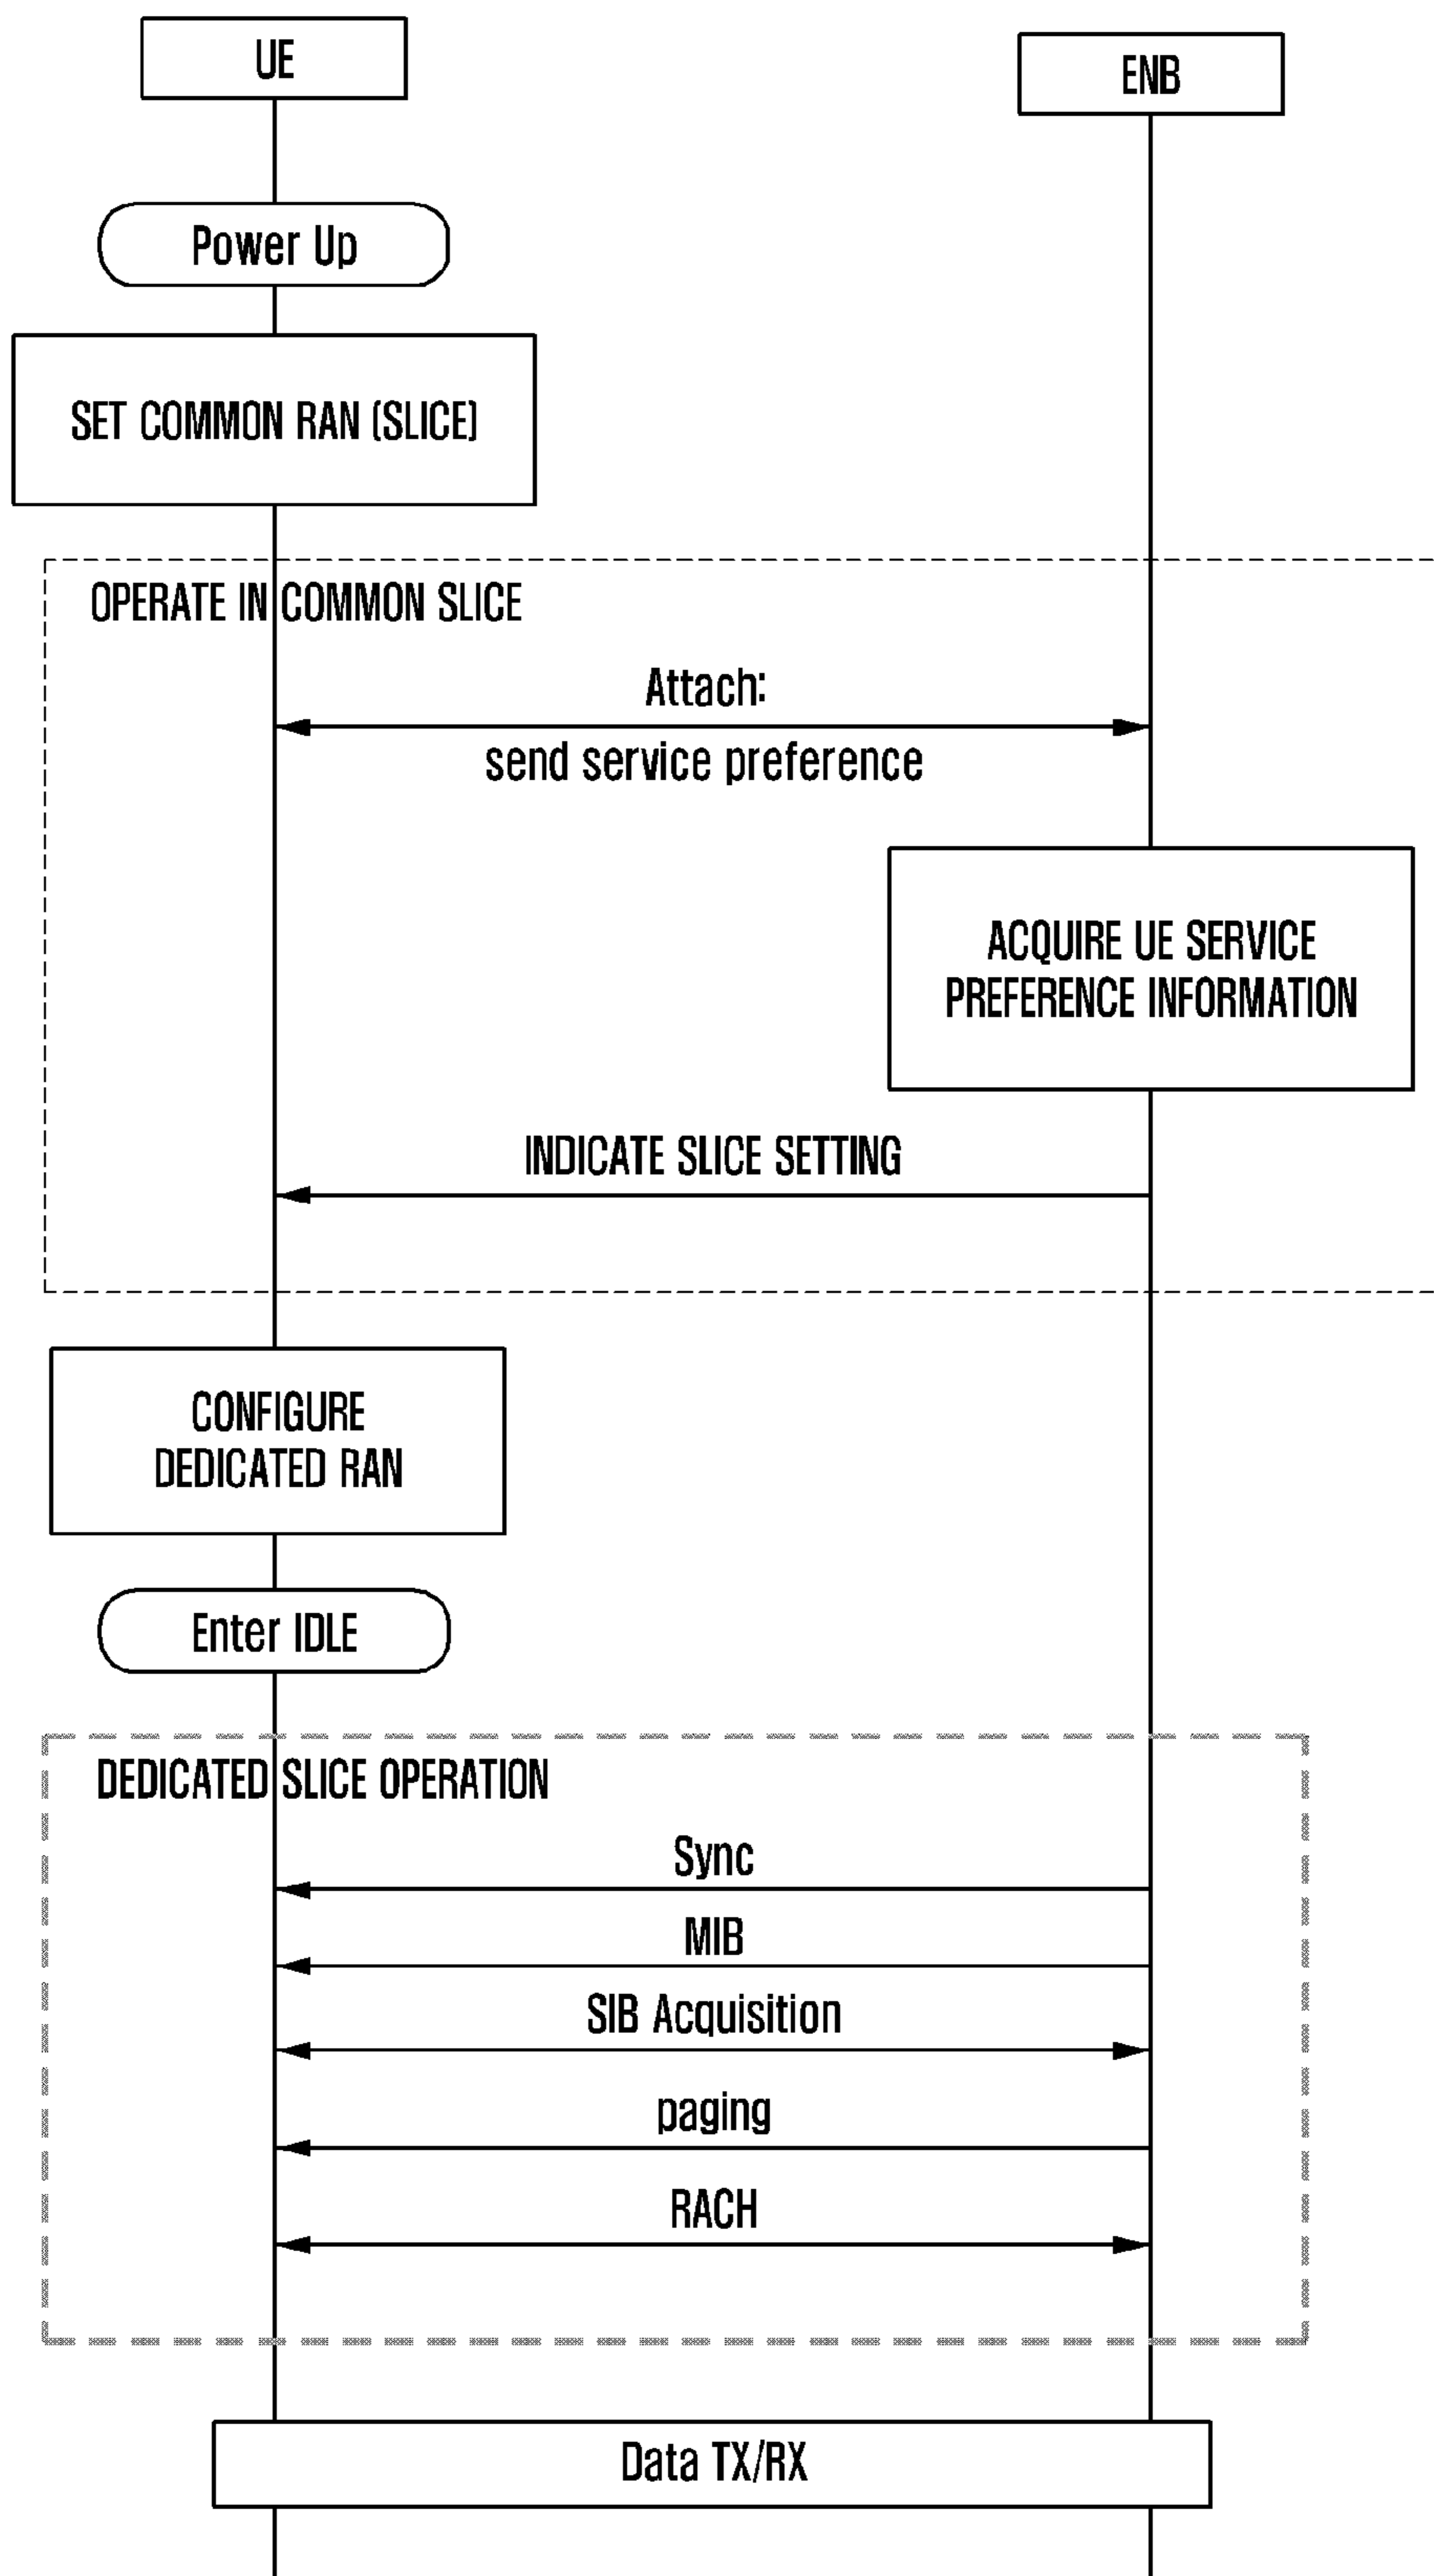 UE
ENB
Power Up
SET COMMON RAN (SLICE)
OPERATE IN COMMON SLICE
Attach:
send service preference
ACQUIRE UE SERVICE
PREFERENCE INFORMATION
INDICATE SLICE SETTING
CONFIGURE
DEDICATED RAN
Enter IDLE
DEDICATED SLICE OPERATION
Sync
MIB
SIB Acquisition
paging
RACH
Data TX/RX